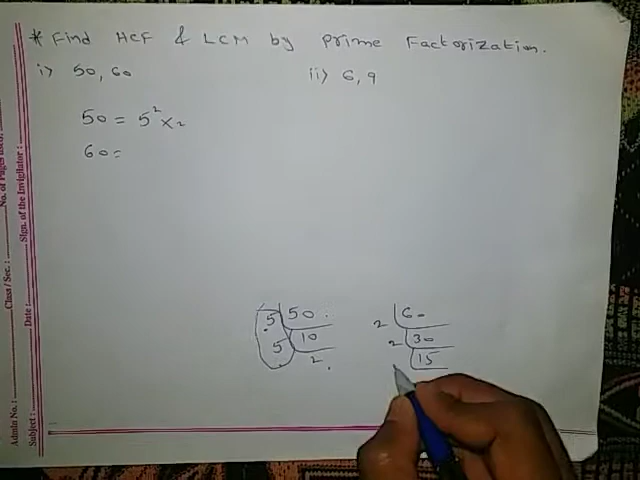 * Find HCF & LCM by Prime Factorization.
i) 50, 60
ii) 6, 9
50 = 5² × 2
60 =
5 50
5 10
2
2 60
2 30
15
No. of Pages used:
Sign. of the Invigilator:
Class / Sec. :
Date :
Admn No. :
Subject :